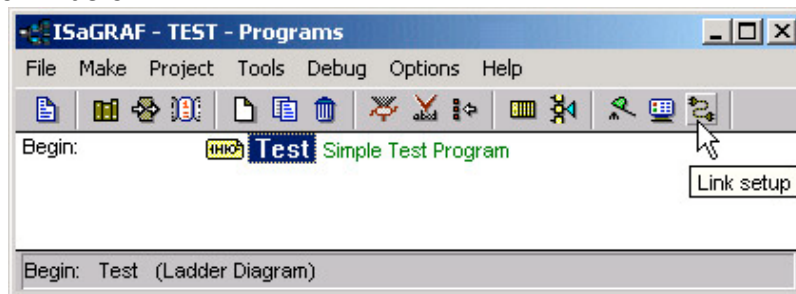 ISaGRAF - TEST - Programs
File Make Project Tools Debug Options Help
Begin: Test Simple Test Program
Link setup
Begin: Test (Ladder Diagram)